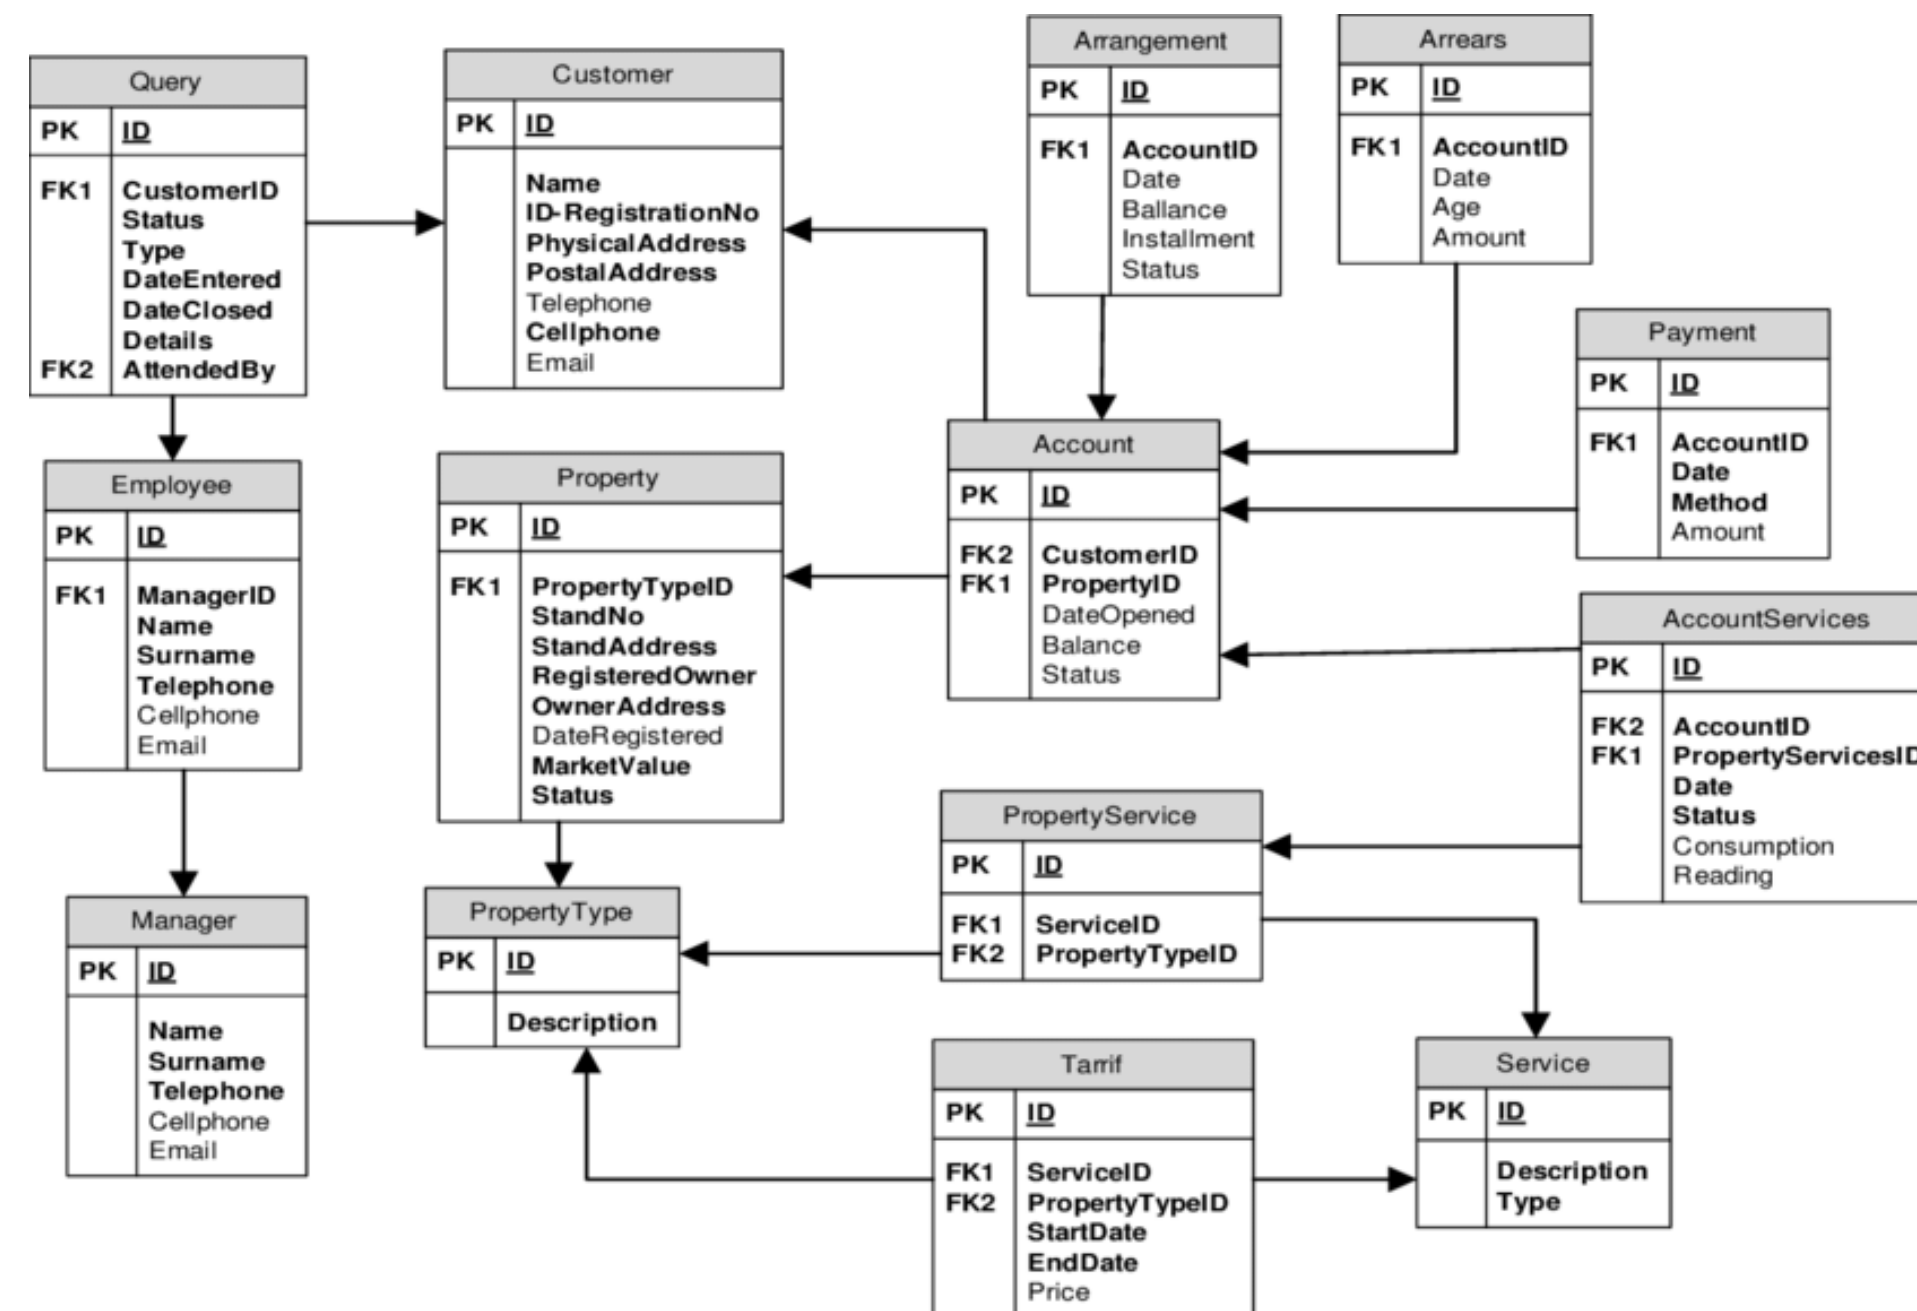 Query
PK ID
FK1 CustomerID
Status
Type
DateEntered
DateClosed
Details
FK2 AttendedBy
Customer
PK ID
Name
ID-RegistrationNo
PhysicalAddress
PostalAddress
Telephone
Cellphone
Email
Arrangement
PK ID
FK1 AccountID
Date
Ballance
Installment
Status
Arrears
PK ID
FK1 AccountID
Date
Age
Amount
Payment
PK ID
FK1 AccountID
Date
Method
Amount
Employee
PK ID
FK1 ManagerID
Name
Surname
Telephone
Cellphone
Email
Property
PK ID
FK1 PropertyTypeID
StandNo
StandAddress
RegisteredOwner
OwnerAddress
DateRegistered
MarketValue
Status
Account
PK ID
FK2 CustomerID
FK1 PropertyID
DateOpened
Balance
Status
AccountServices
PK ID
FK2 AccountID
FK1 PropertyServicesID
Date
Status
Consumption
Reading
Manager
PK ID
Name
Surname
Telephone
Cellphone
Email
PropertyType
PK ID
Description
PropertyService
PK ID
FK1 ServiceID
FK2 PropertyTypeID
Tarrif
PK ID
FK1 ServiceID
FK2 PropertyTypeID
StartDate
EndDate
Price
Service
PK ID
Description
Type